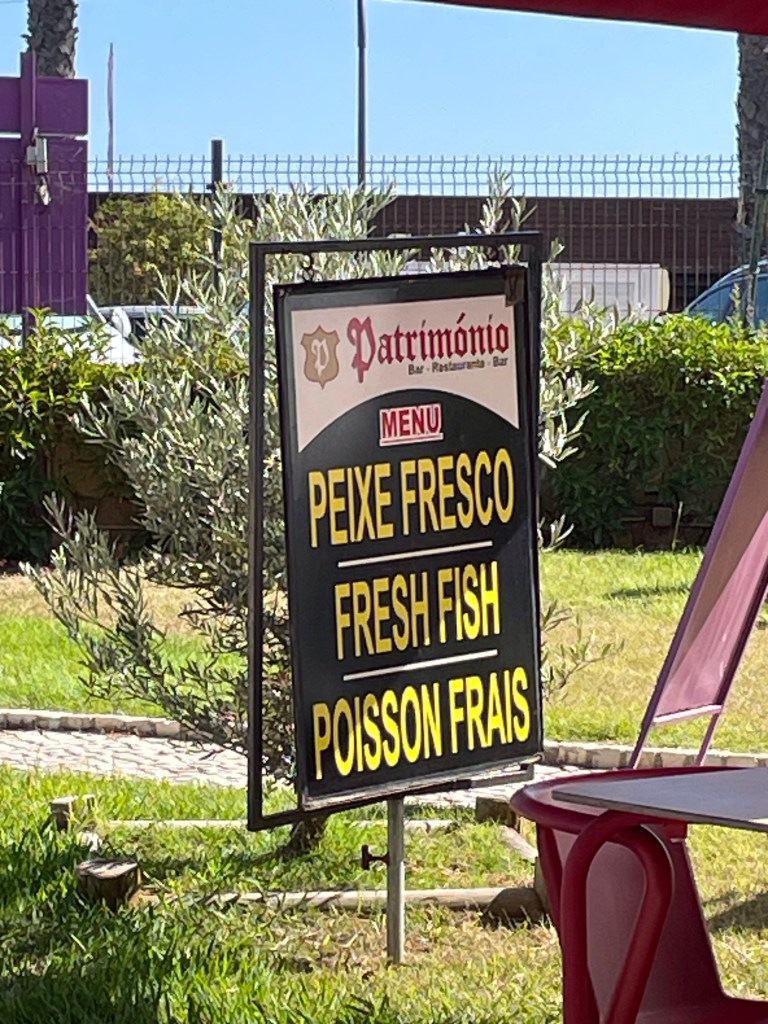 P
Património
Bar - Restaurante - Bar
MENU
PEIXE FRESCO
FRESH FISH
POISSON FRAIS